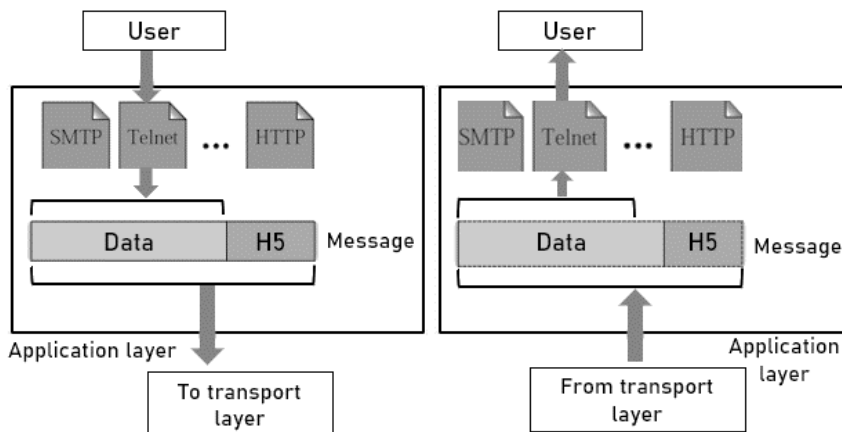 User
SMTP
Telnet
...
HTTP
Data
H5
Message
Application layer
To transport
layer
User
SMTP
Telnet
...
HTTP
Data
H5
Message
Application
layer
From transport
layer